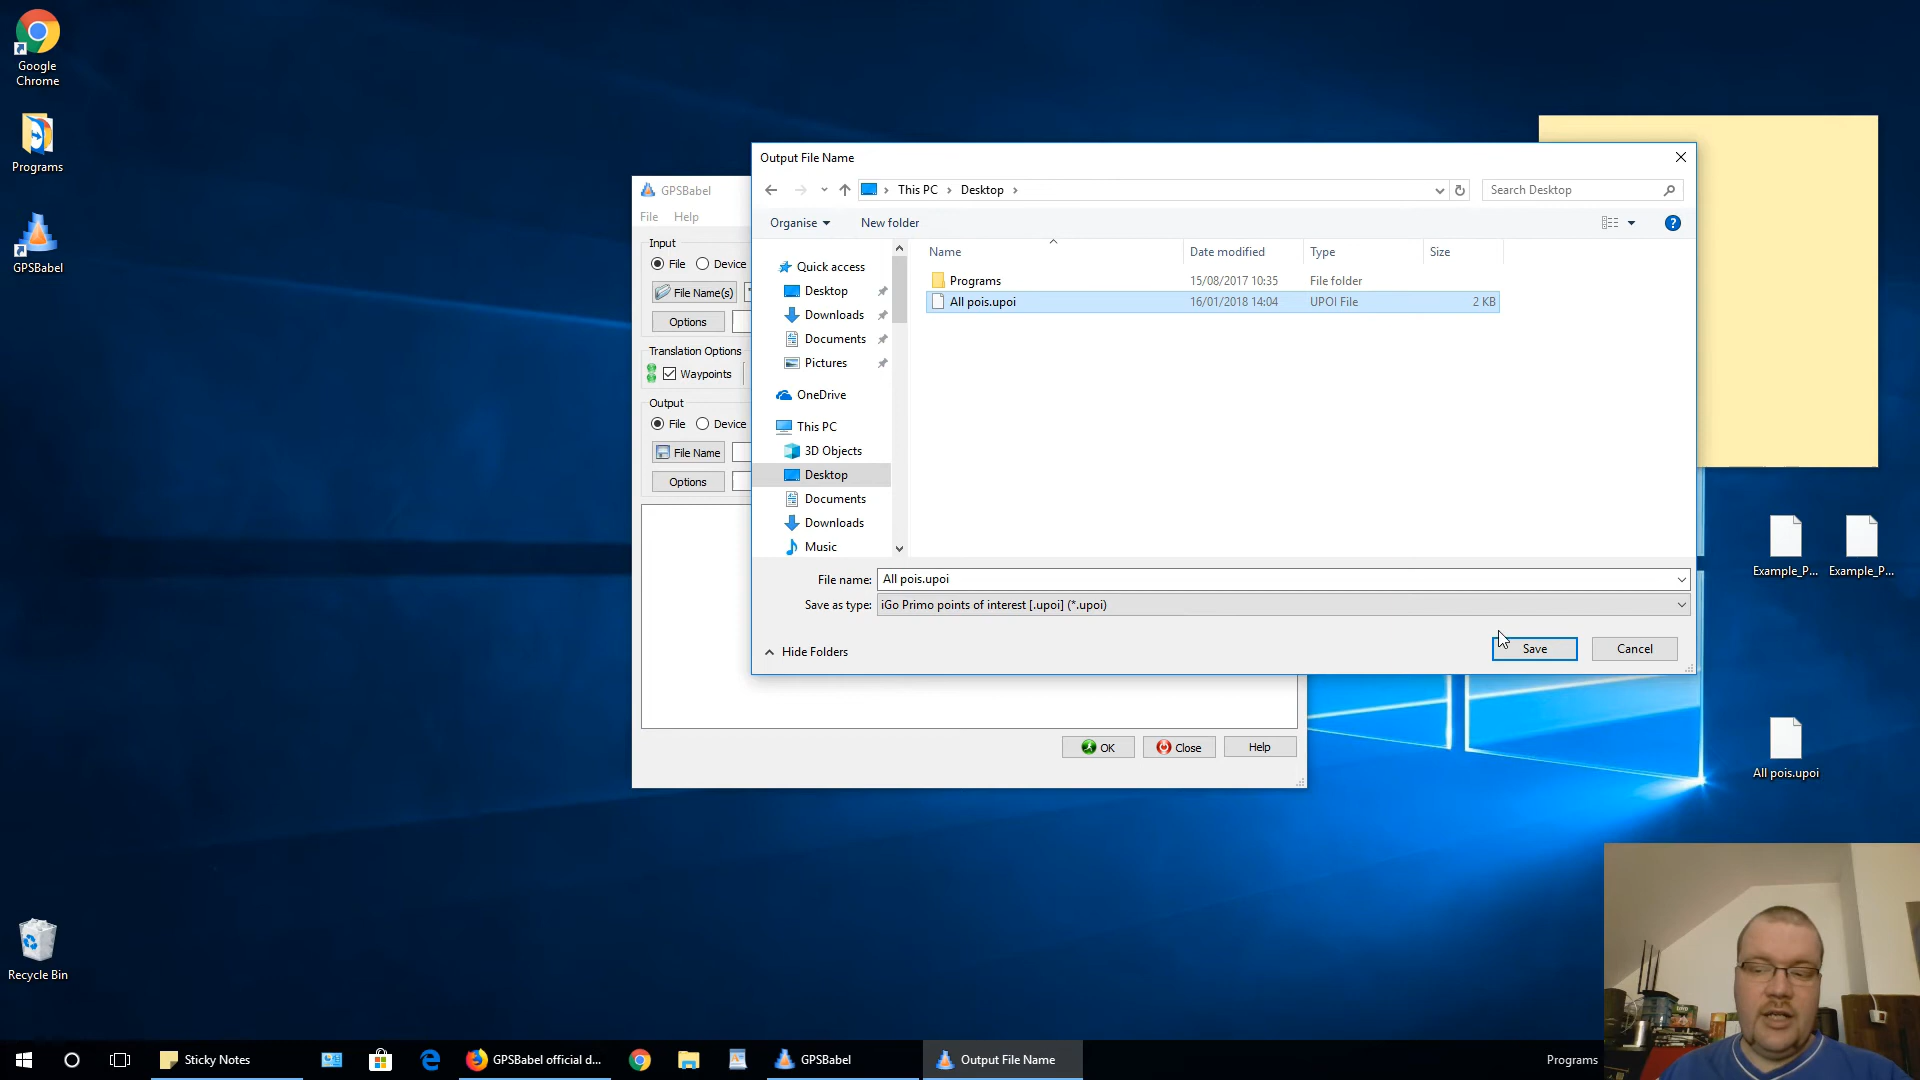 Google
Chrome
Programs
GPSBabel
Recycle Bin
GPSBabel
File Help
Input
File Device
File Name(s)
Options
Translation Options
Waypoints
Output
File Device
File Name
Options
OK Close Help
Output File Name
This PC Desktop Search Desktop
Organise New folder
Name Date modified Type Size
Quick access
Desktop
Downloads
Documents
Pictures
OneDrive
This PC
3D Objects
Desktop
Documents
Downloads
Music
Programs 15/08/2017 10:35 File folder
All pois.upoi 16/01/2018 14:04 UPOI File 2 KB
File name: All pois.upoi
Save as type: iGo Primo points of interest [.upoi] (*.upoi)
Hide Folders Save Cancel
Example_P... Example_P...
All pois.upoi
Sticky Notes GPSBabel official d... GPSBabel Output File Name Programs